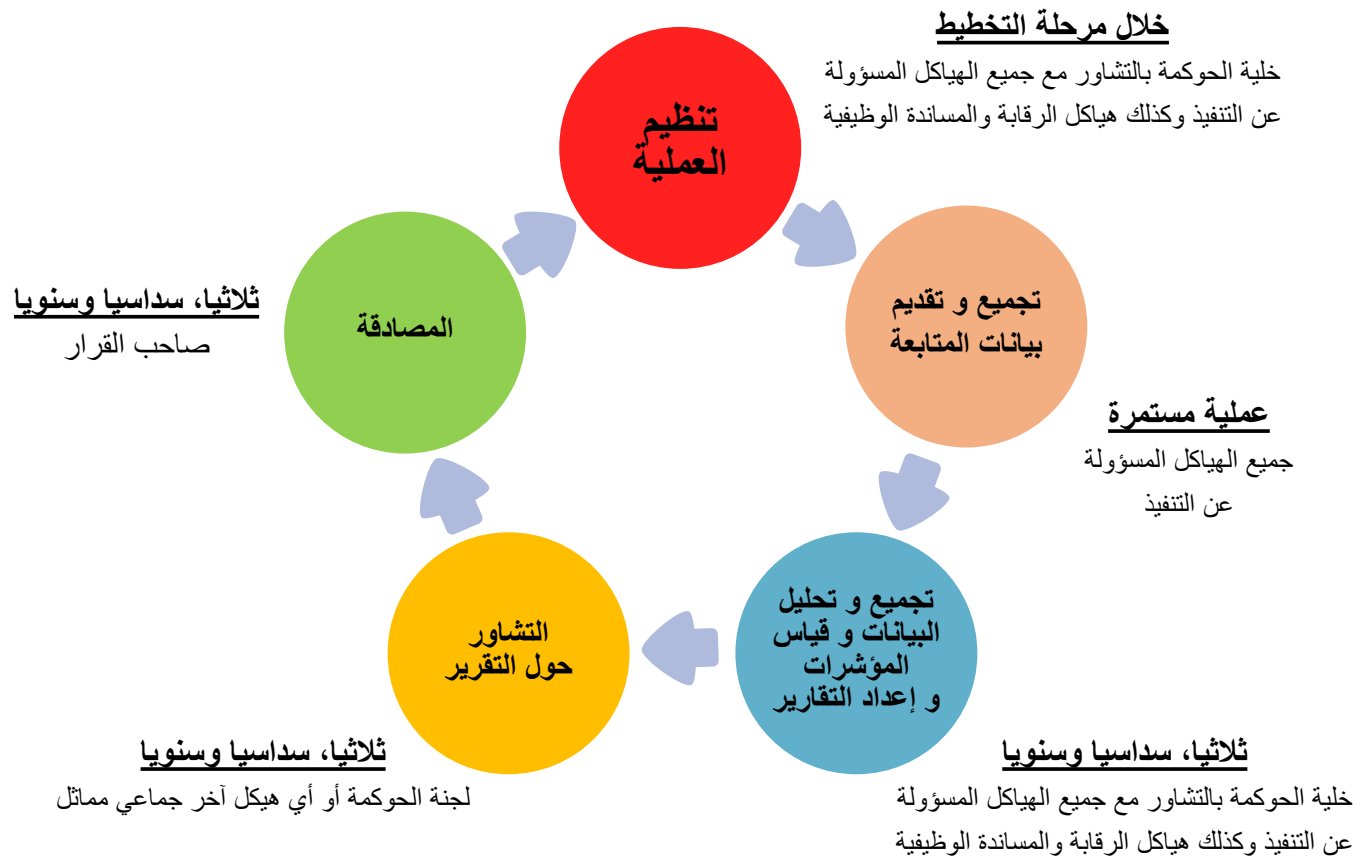 خلال مرحلة التخطيط
خلية الحوكمة بالتشاور مع جميع الهياكل المسؤولة
عن التنفيذ وكذلك هياكل الرقابة والمساندة الوظيفية
تنظيم
العملية
تجميع و تقديم
بيانات المتابعة
عملية مستمرة
جميع الهياكل المسؤولة
عن التنفيذ
تجميع و تحليل
البيانات و قياس
المؤشرات
و إعداد التقارير
ثلاثيا، سداسيا وسنويا
خلية الحوكمة بالتشاور مع جميع الهياكل المسؤولة
عن التنفيذ وكذلك هياكل الرقابة والمساندة الوظيفية
التشاور
حول التقرير
ثلاثيا، سداسيا وسنويا
لجنة الحوكمة أو أي هيكل آخر جماعي مماثل
المصادقة
ثلاثيا، سداسيا وسنويا
صاحب القرار